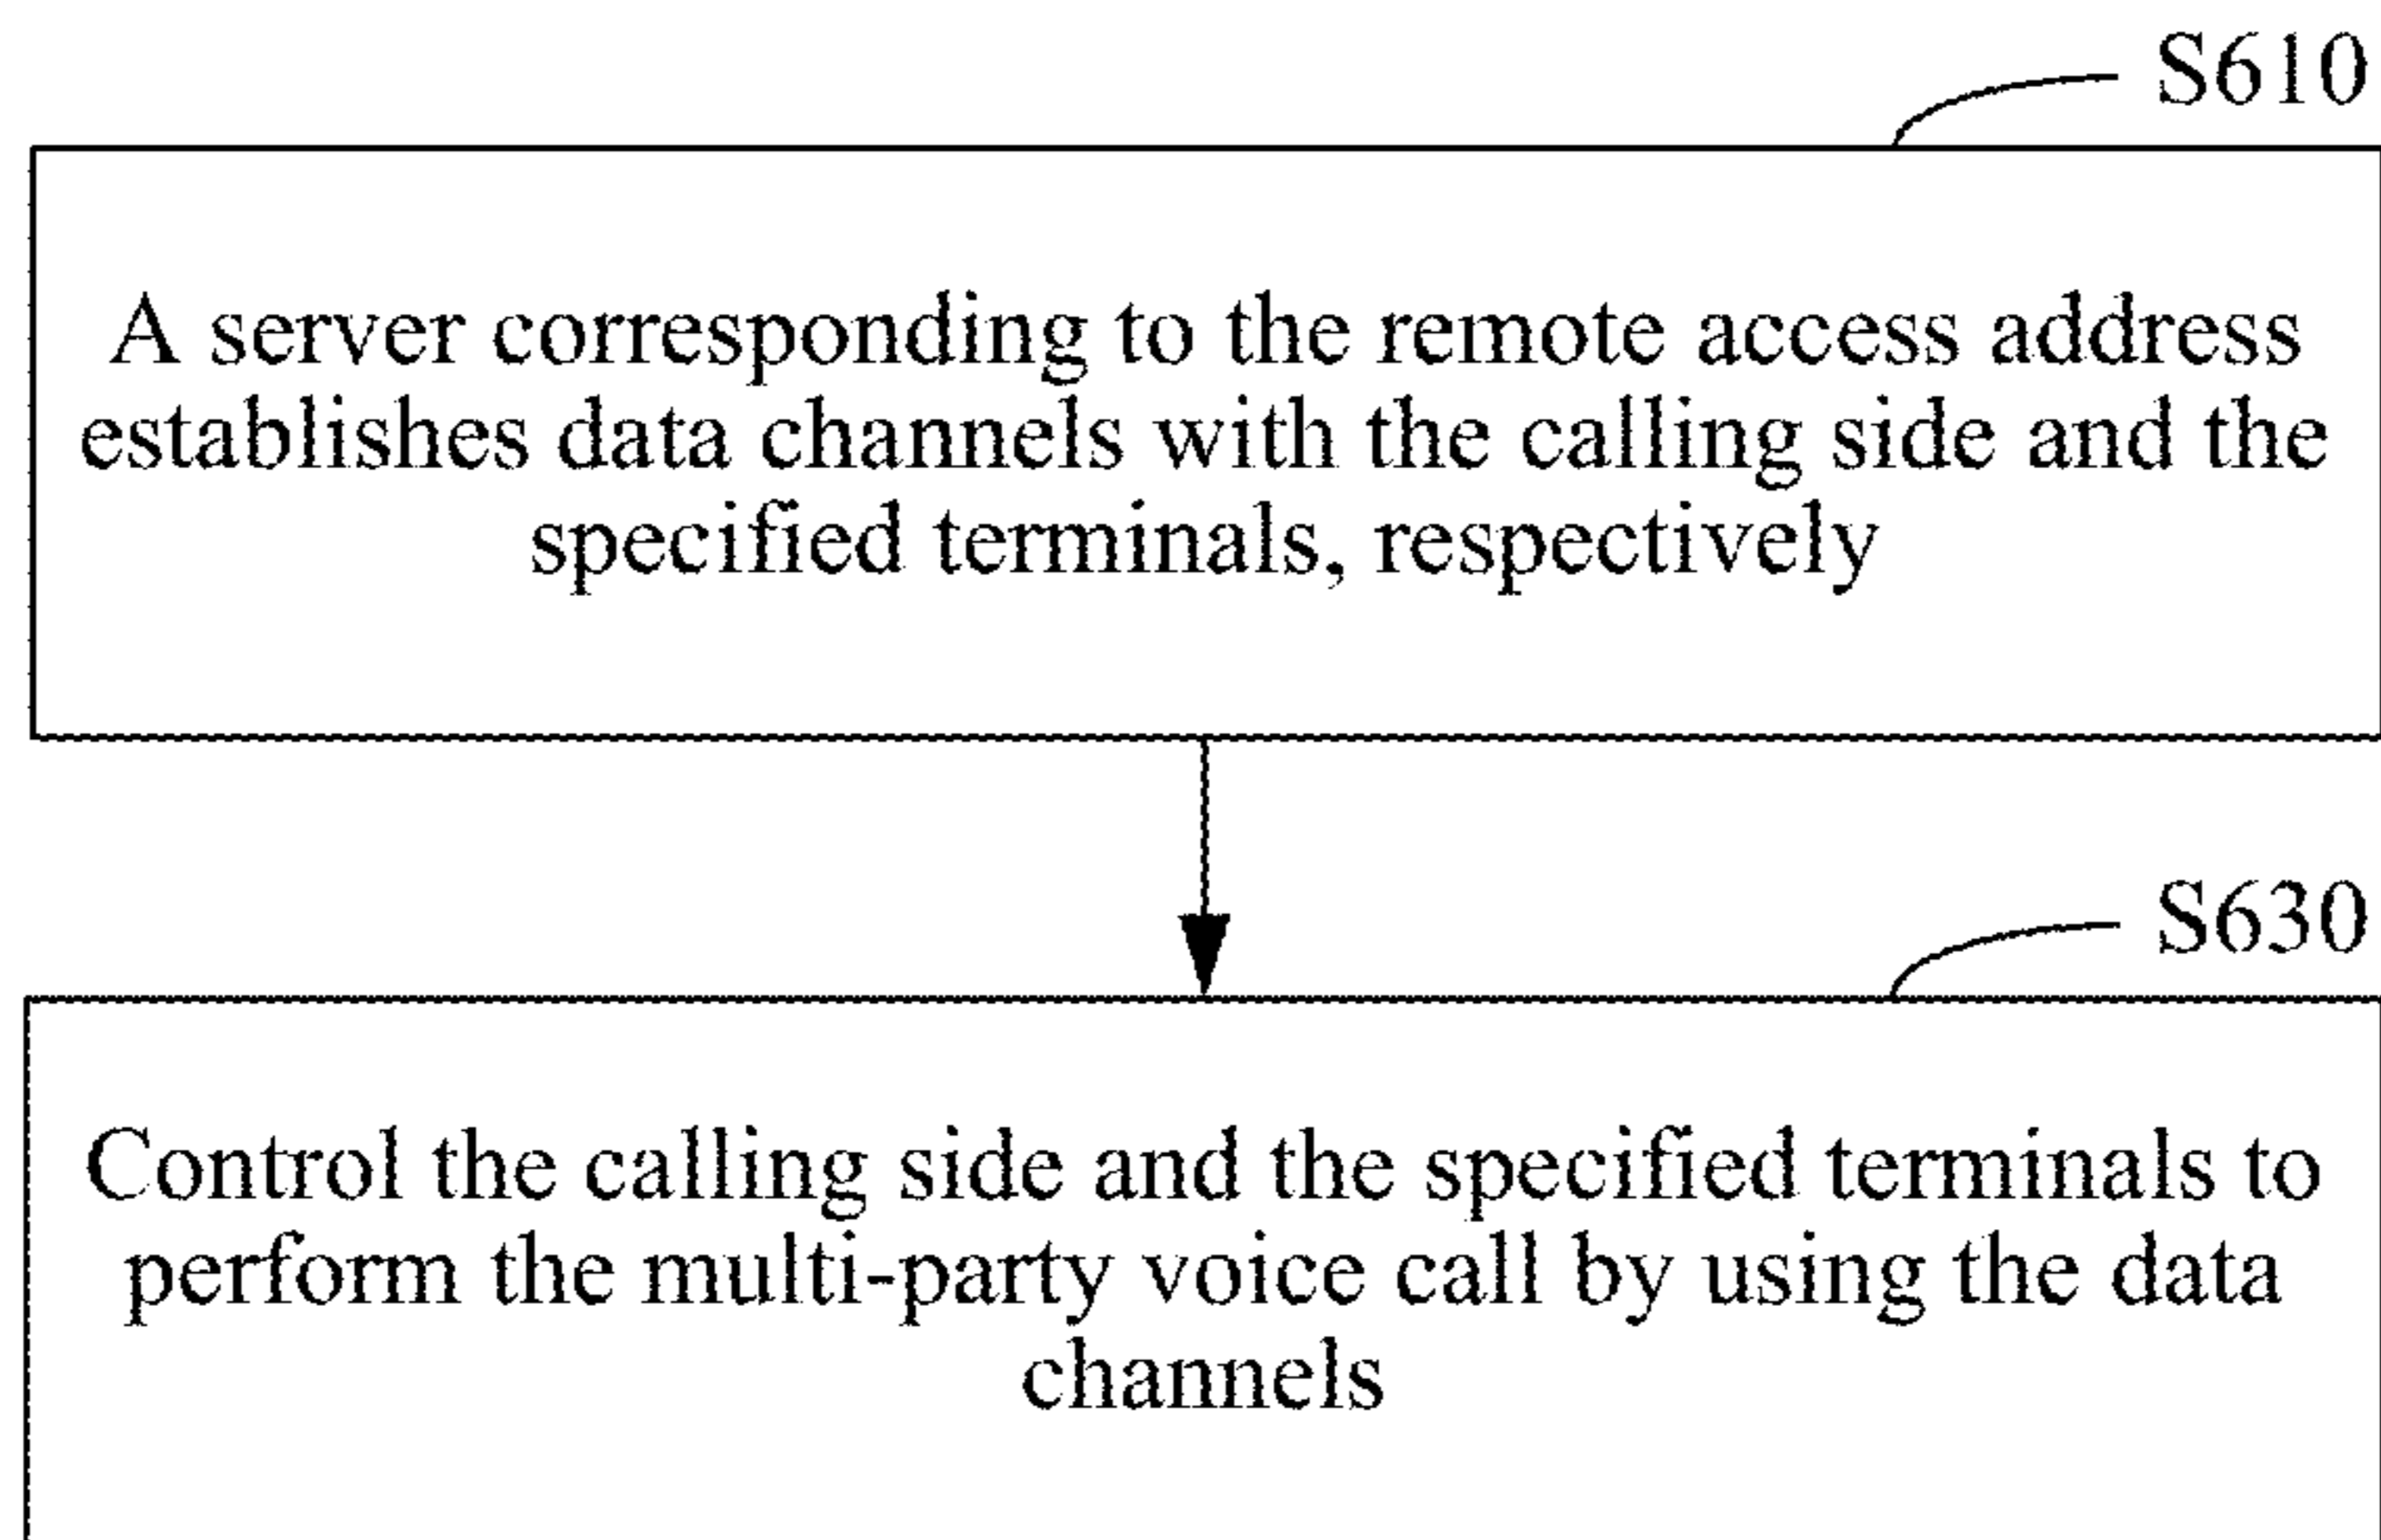 S610
A server corresponding to the remote access address
establishes data channels with the calling side and the
specified terminals, respectively
S630
Control the calling side and the specified terminals to
perform the multi-party voice call by using the data
channels